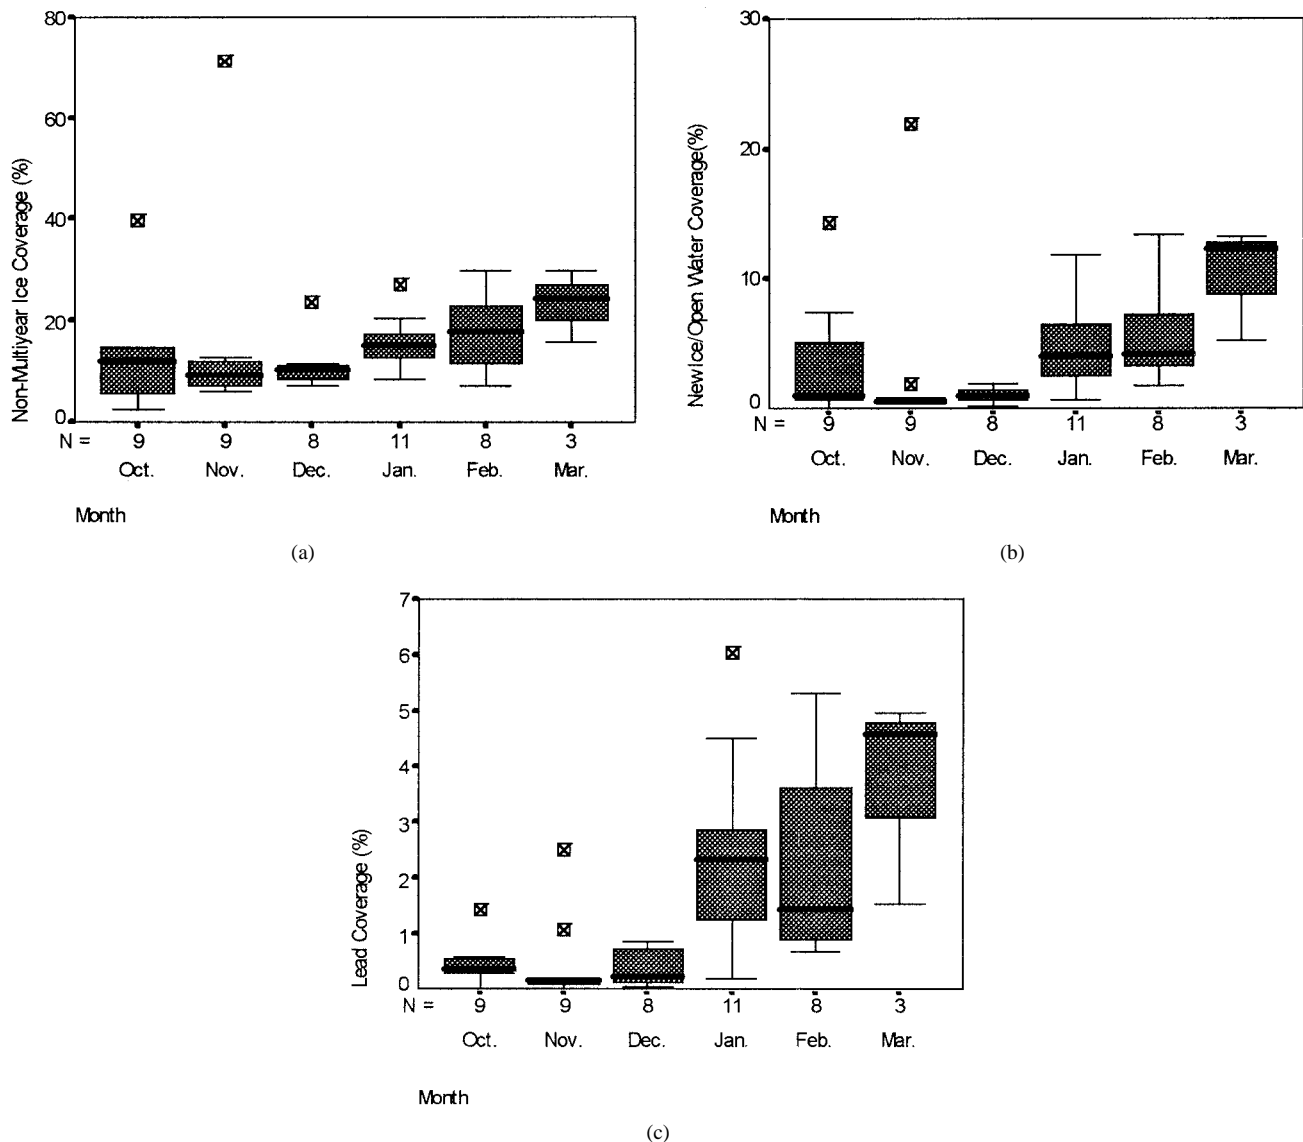 80
60
40
20
0
Non-Multiyear Ice Coverage (%)
N = 9 9 8 11 8 3
Oct. Nov. Dec. Jan. Feb. Mar.
Month
(a)
30
20
10
0
New Ice/Open Water Coverage(%)
N = 9 9 8 11 8 3
Oct. Nov. Dec. Jan. Feb. Mar.
Month
(b)
7
6
5
4
3
2
1
0
Lead Coverage (%)
N = 9 9 8 11 8 3
Oct. Nov. Dec. Jan. Feb. Mar.
Month
(c)